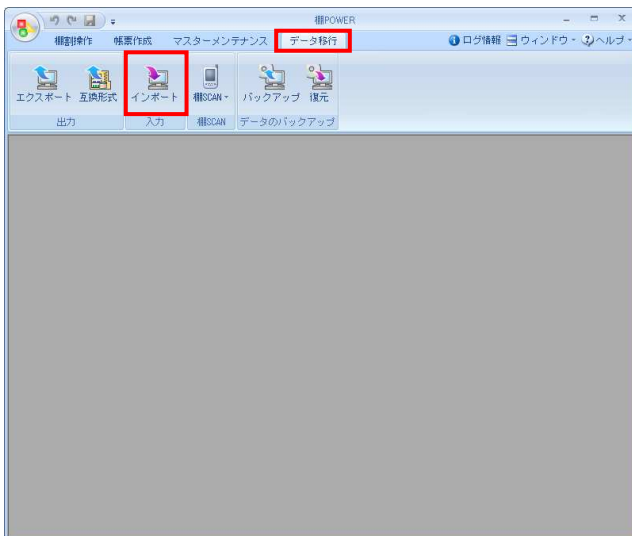 棚POWER
棚割操作 帳票作成 マスターメンテナンス データ移行 ログ情報 ウィンドウ ヘルプ
エクスポート 互換形式 インポート 棚SCAN バックアップ 復元
出力 入力 棚SCAN データのバックアップ